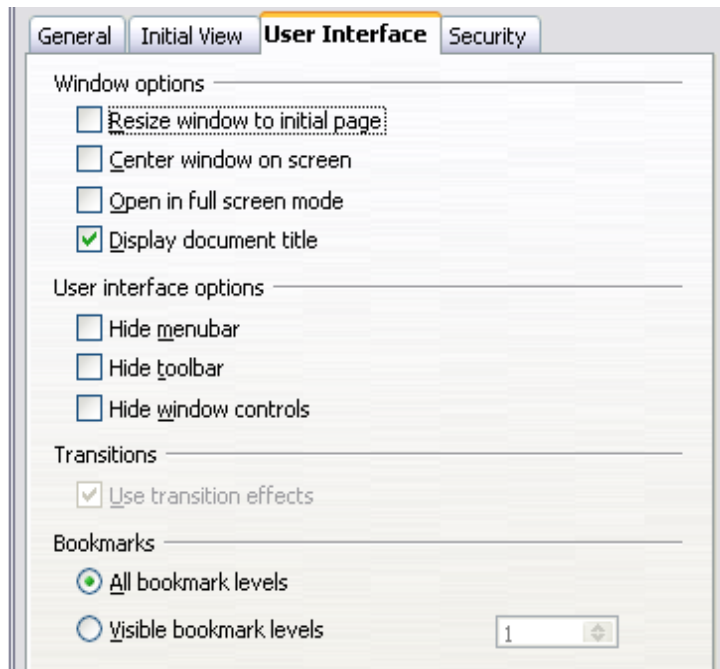 General Initial View User Interface Security
Window options
Resize window to initial page
Center window on screen
Open in full screen mode
Display document title
User interface options
Hide menubar
Hide toolbar
Hide window controls
Transitions
Use transition effects
Bookmarks
All bookmark levels
Visible bookmark levels 1